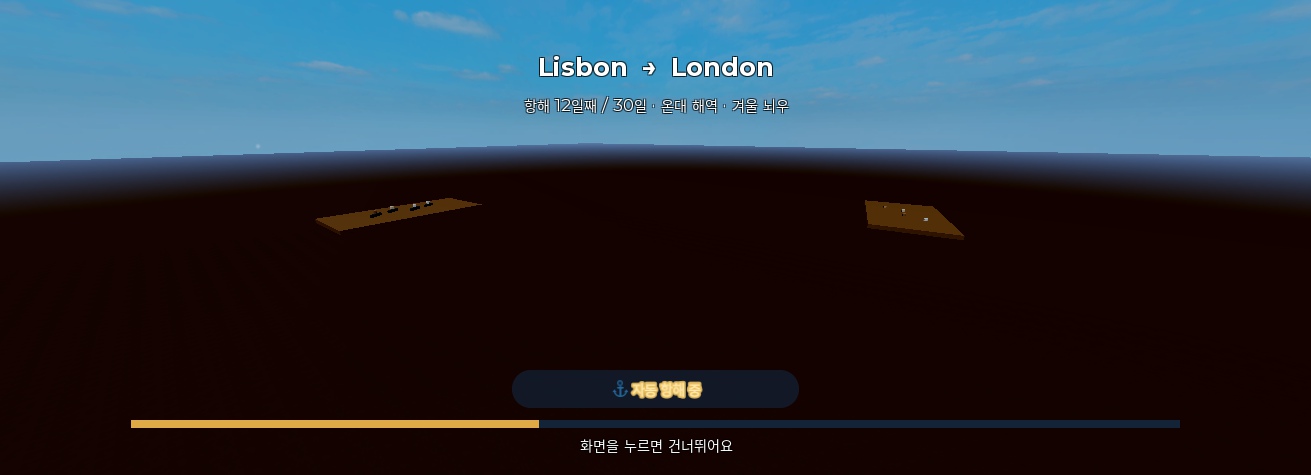 Lisbon → London
항해 12일째 / 30일 · 온대 해역 · 겨울 뇌우
⚓ 자동 항해 중
화면을 누르면 건너뛰어요